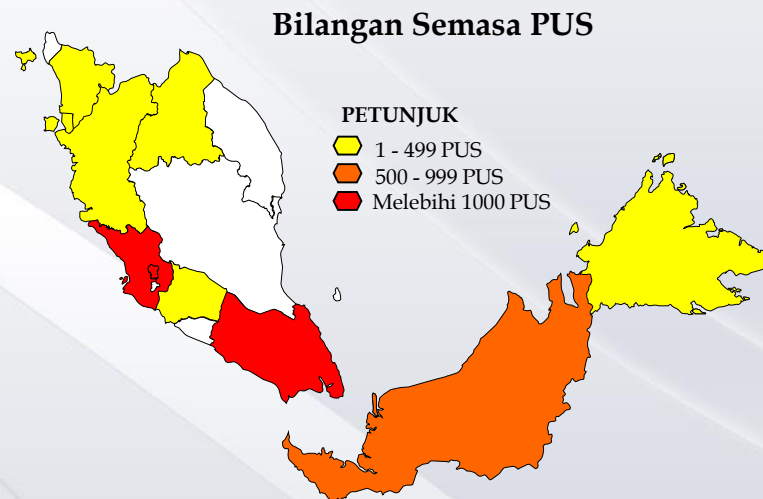 Bilangan Semasa PUS
PETUNJUK
1 - 499 PUS
500 - 999 PUS
Melebihi 1000 PUS